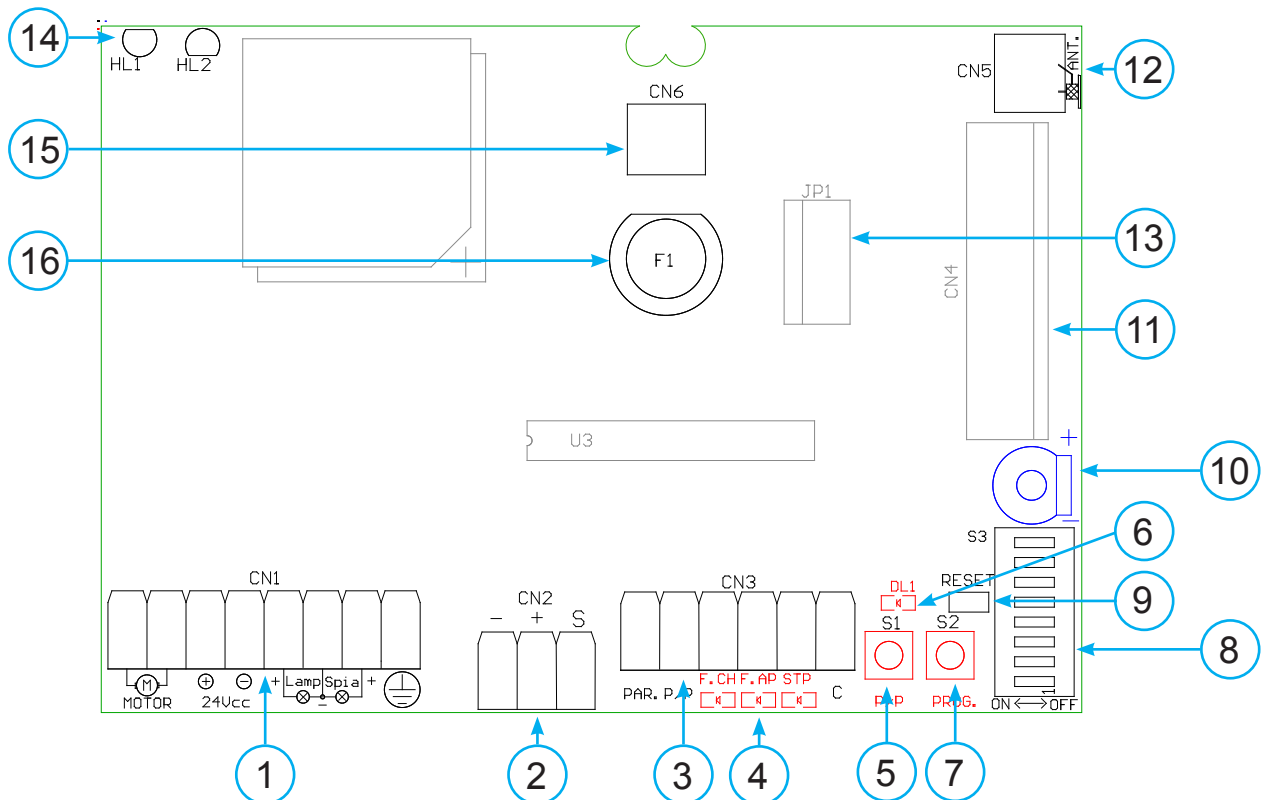 14
HL1 HL2
15
16
+
CN6
F1
JP1
CN5
ANT.
12
13
CN4
11
U3
+
10
−
S3
6
9
8
CN1
MOTOR
M
+ − 24Vcc
+ Lamp Spia +
−
CN2
− + S
CN3
PAR. P/P F.CH F.AP STP C
DL1
RESET
S1 S2
P/P PROG.
1
ON OFF
1 2 3 4 5 7